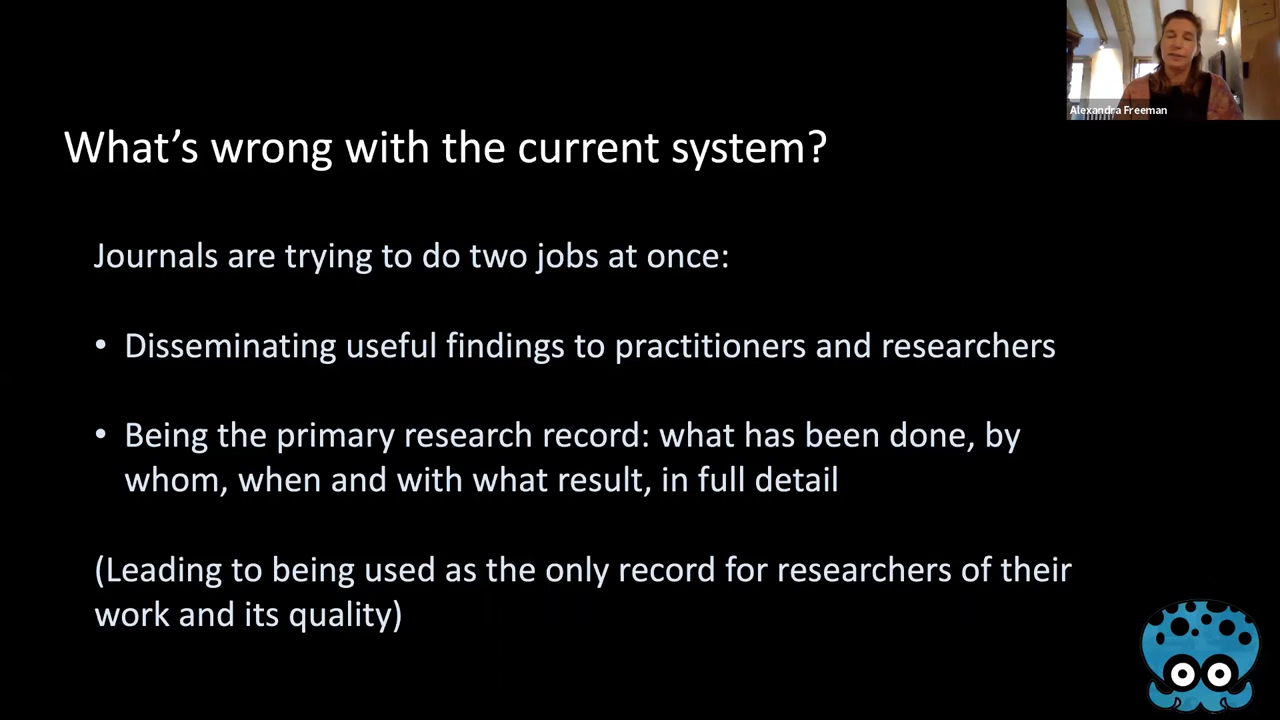 Alexandra Freeman
What’s wrong with the current system?
Journals are trying to do two jobs at once:
• Disseminating useful findings to practitioners and researchers
• Being the primary research record: what has been done, by
whom, when and with what result, in full detail
(Leading to being used as the only record for researchers of their
work and its quality)